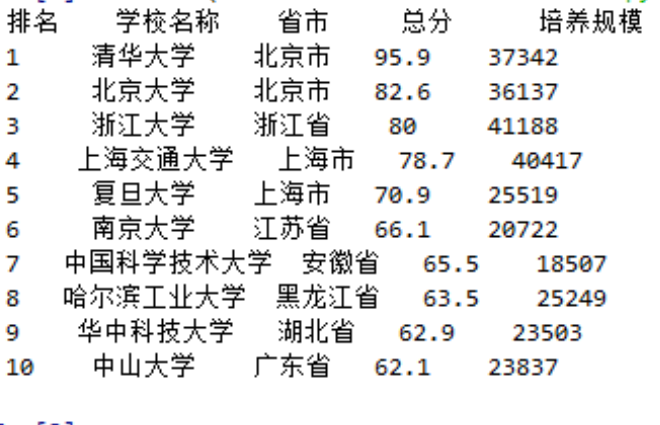 排名 学校名称 省市 总分 培养规模
1 清华大学 北京市 95.9 37342
2 北京大学 北京市 82.6 36137
3 浙江大学 浙江省 80 41188
4 上海交通大学 上海市 78.7 40417
5 复旦大学 上海市 70.9 25519
6 南京大学 江苏省 66.1 20722
7 中国科学技术大学 安徽省 65.5 18507
8 哈尔滨工业大学 黑龙江省 63.5 25249
9 华中科技大学 湖北省 62.9 23503
10 中山大学 广东省 62.1 23837